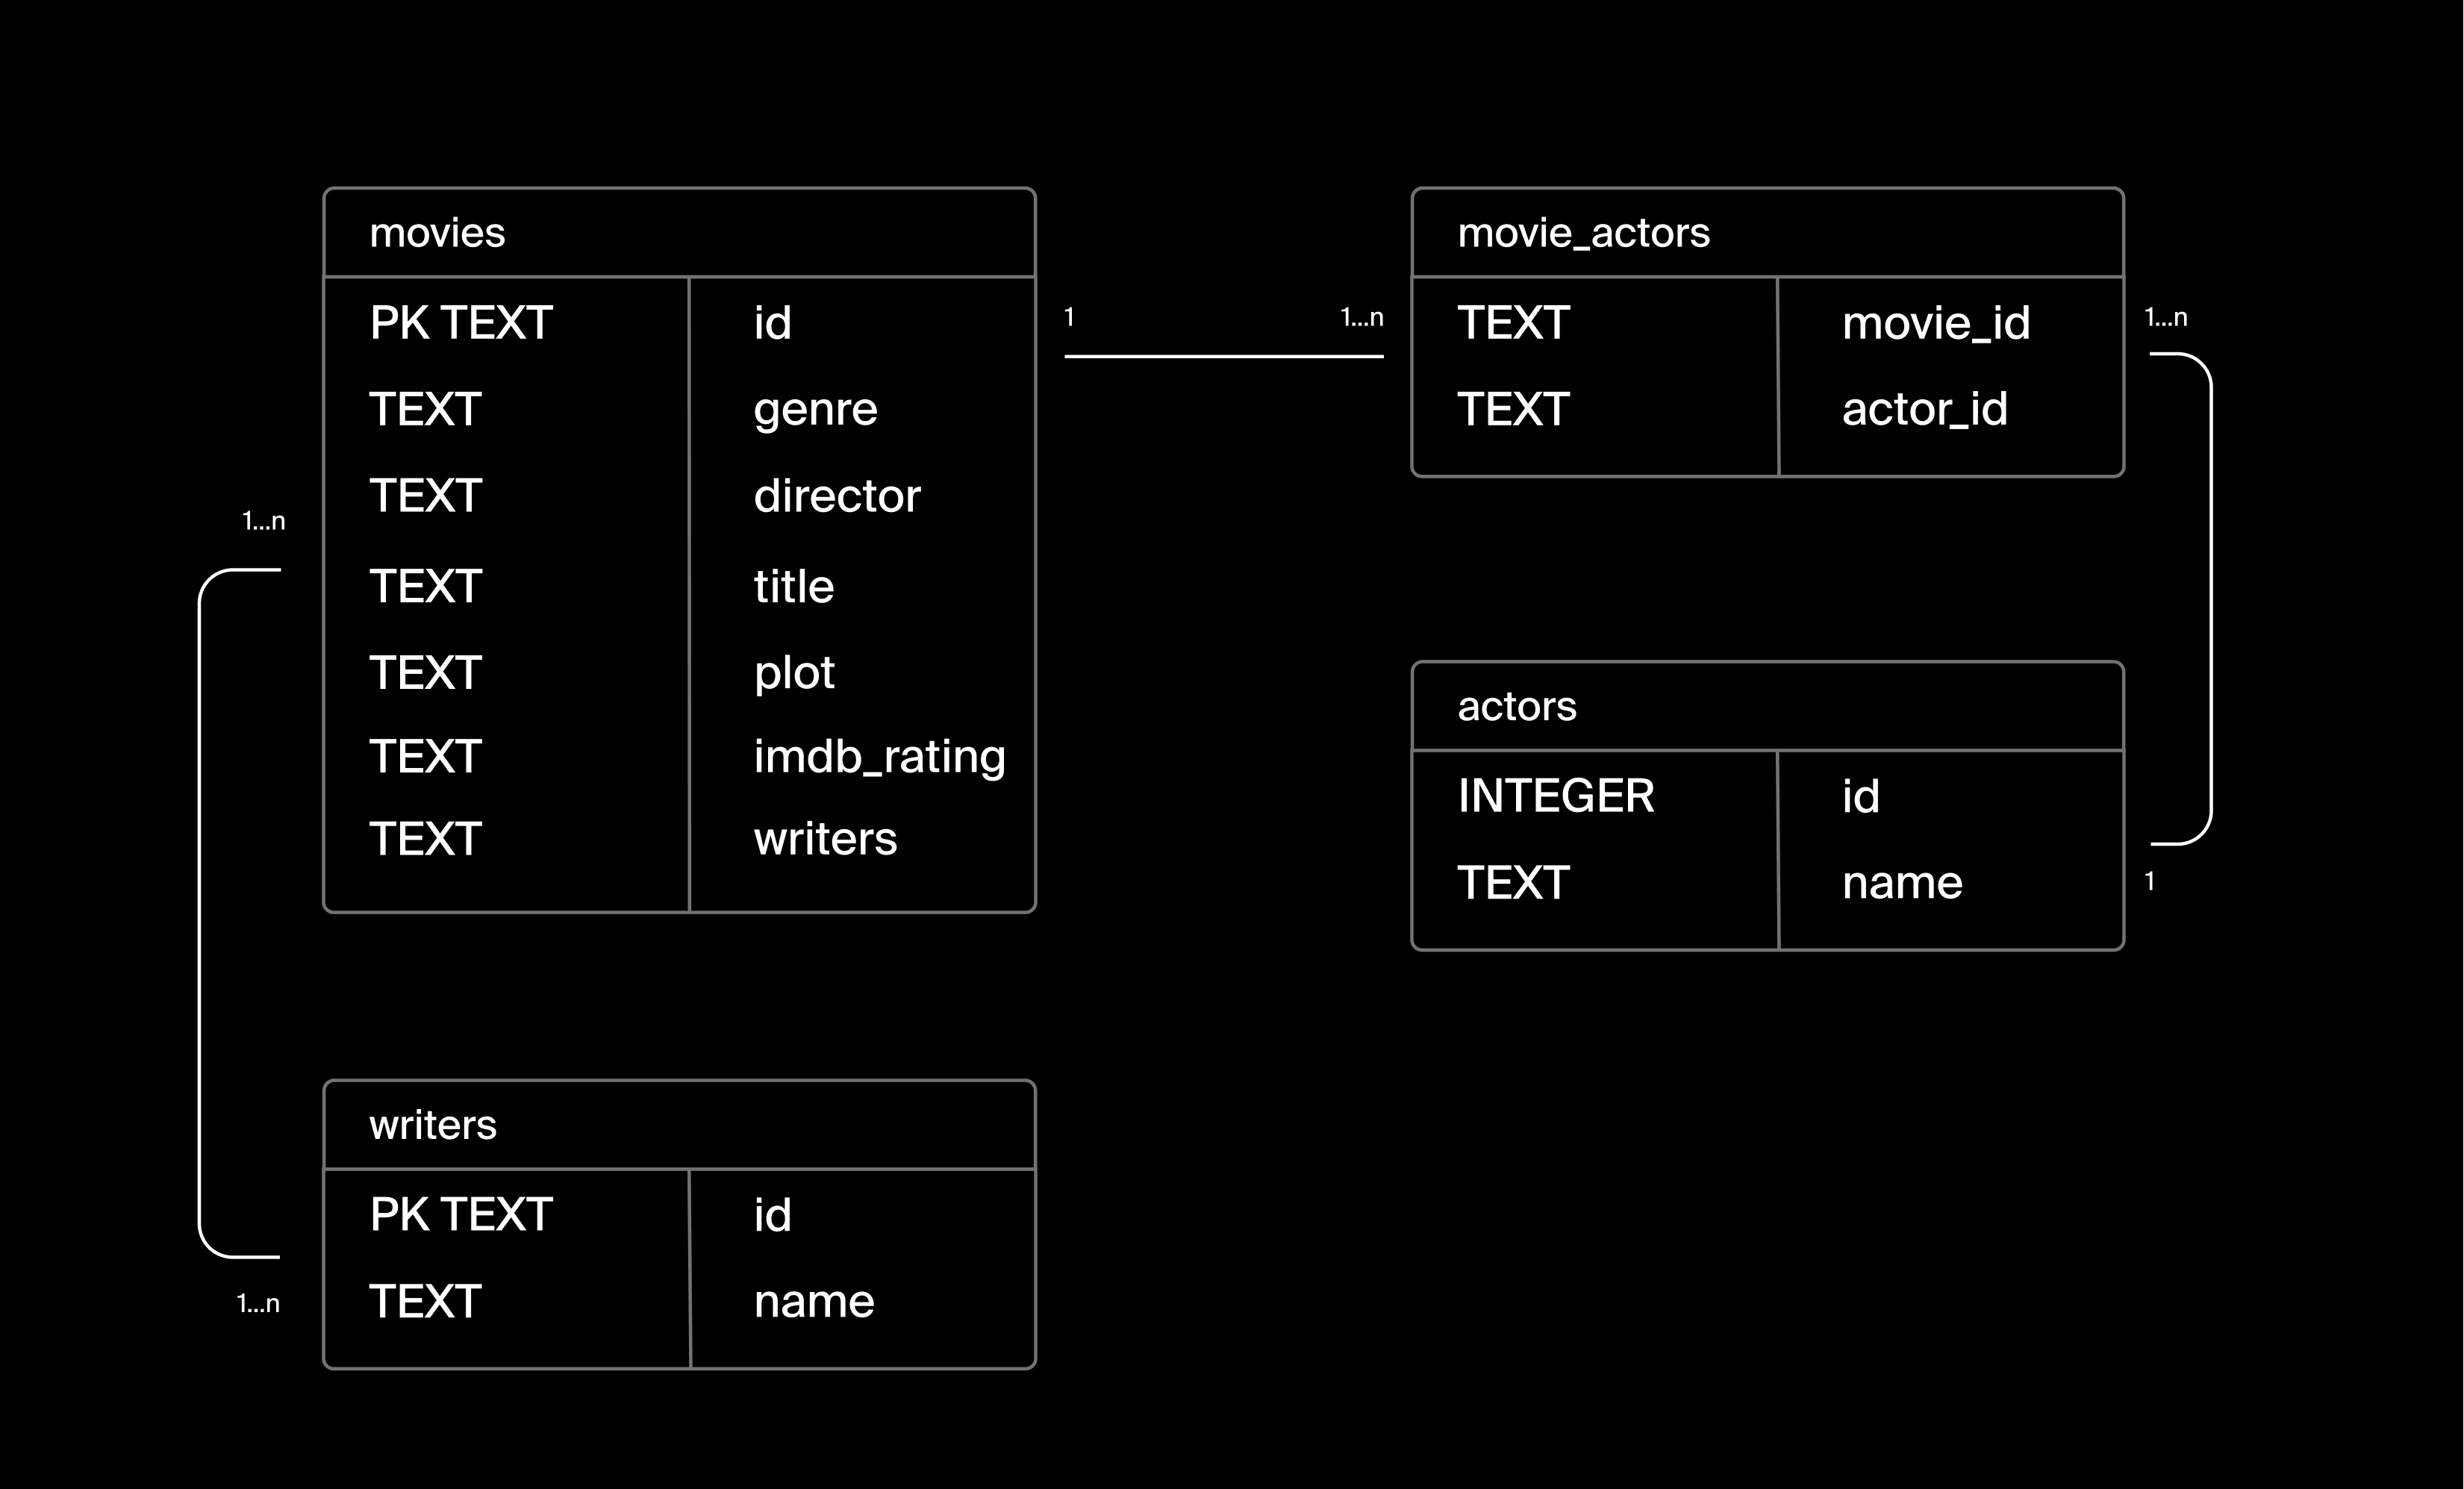 movies
PK TEXT id
TEXT genre
TEXT director
TEXT title
TEXT plot
TEXT imdb_rating
TEXT writers
1
1...n
movie_actors
TEXT movie_id
TEXT actor_id
1...n
actors
INTEGER id
TEXT name
1
1...n
writers
PK TEXT id
TEXT name
1...n